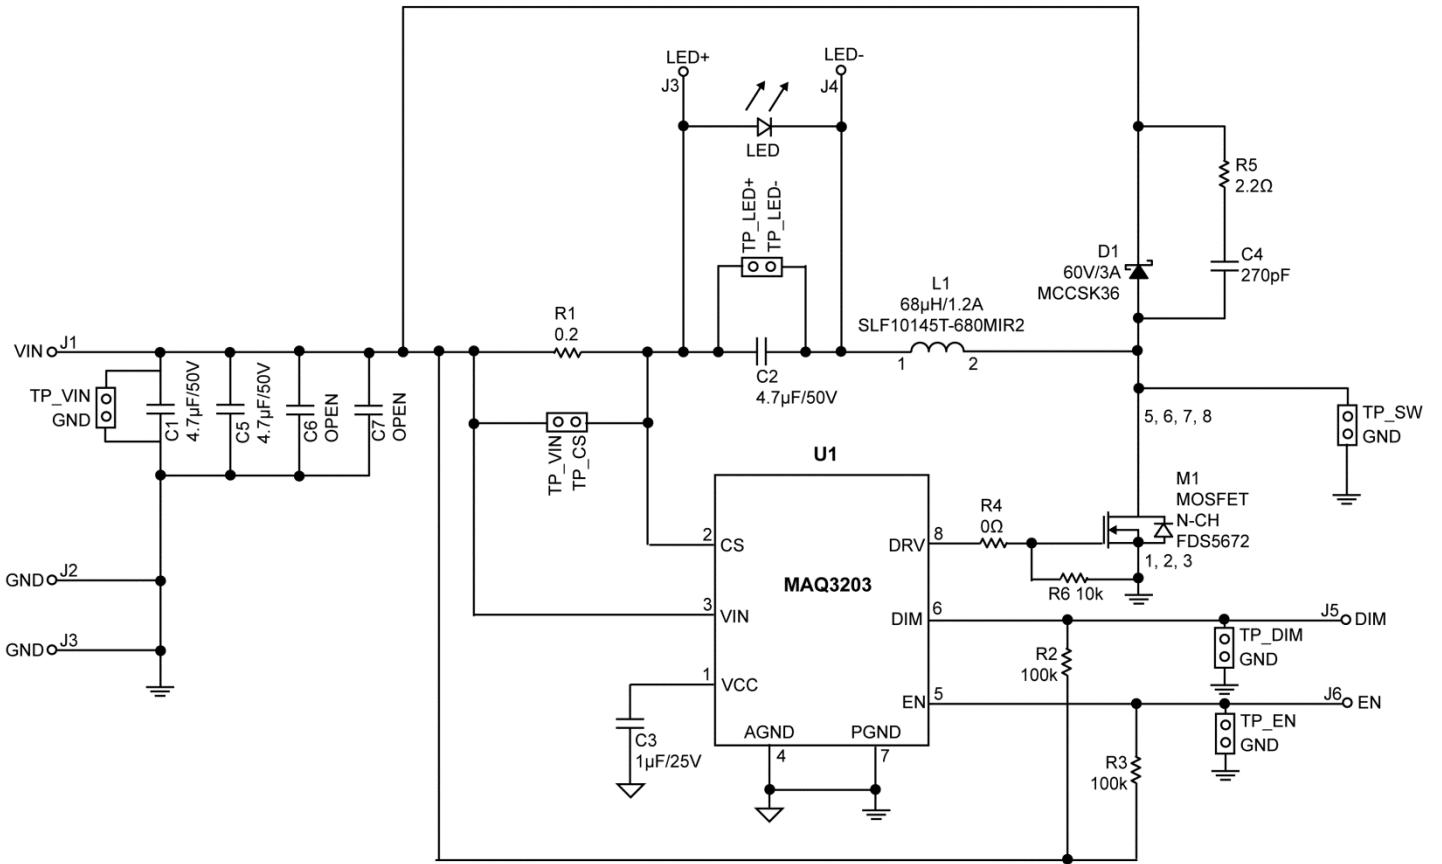 LED+
J3
LED-
J4
LED
TP_LED+
TP_LED-
R5
2.2Ω
D1
60V/3A
MCCSK36
C4
270pF
L1
68µH/1.2A
SLF10145T-680MIR2
1
2
R1
0.2
VIN
J1
C2
4.7µF/50V
TP_VIN
GND
C1
4.7µF/50V
C5
4.7µF/50V
C6
OPEN
C7
OPEN
TP_VIN
TP_CS
5, 6, 7, 8
TP_SW
GND
U1
M1
MOSFET
N-CH
FDS5672
1, 2, 3
R4
0Ω
R6 10k
2
CS
DRV
8
MAQ3203
3
VIN
DIM
6
1
VCC
EN
5
AGND
4
PGND
7
GND
J2
GND
J3
C3
1µF/25V
J5
DIM
TP_DIM
GND
R2
100k
J6
EN
TP_EN
GND
R3
100k